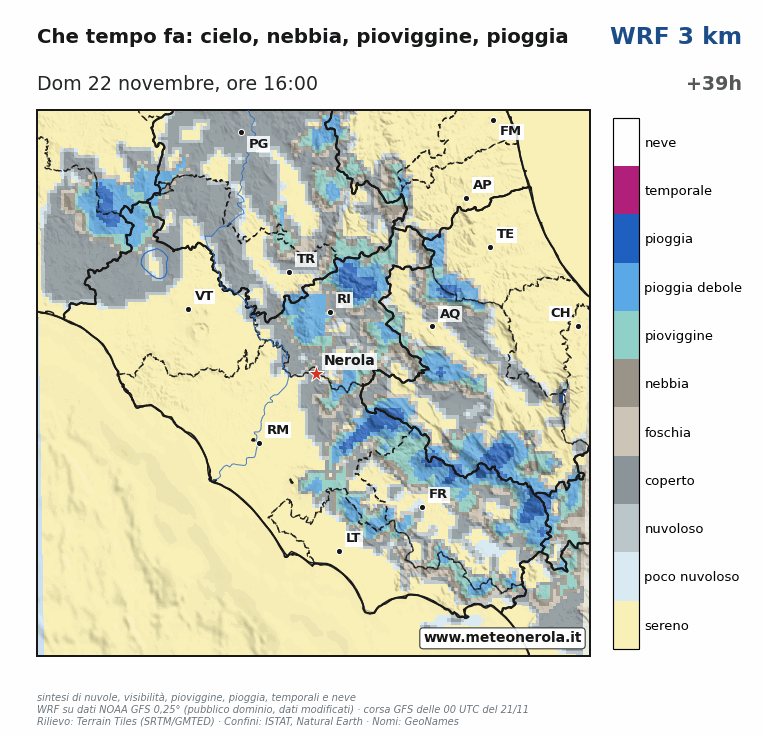 Che tempo fa: cielo, nebbia, pioviggine, pioggia
WRF 3 km
Dom 22 novembre, ore 16:00
+39h
FM
PG
AP
TE
TR
VT
RI
AQ
CH
Nerola
RM
FR
LT
www.meteonerola.it
neve
temporale
pioggia
pioggia debole
pioviggine
nebbia
foschia
coperto
nuvoloso
poco nuvoloso
sereno
sintesi di nuvole, visibilità, pioviggine, pioggia, temporali e neve
WRF su dati NOAA GFS 0,25° (pubblico dominio, dati modificati) · corsa GFS delle 00 UTC del 21/11
Rilievo: Terrain Tiles (SRTM/GMTED) · Confini: ISTAT, Natural Earth · Nomi: GeoNames